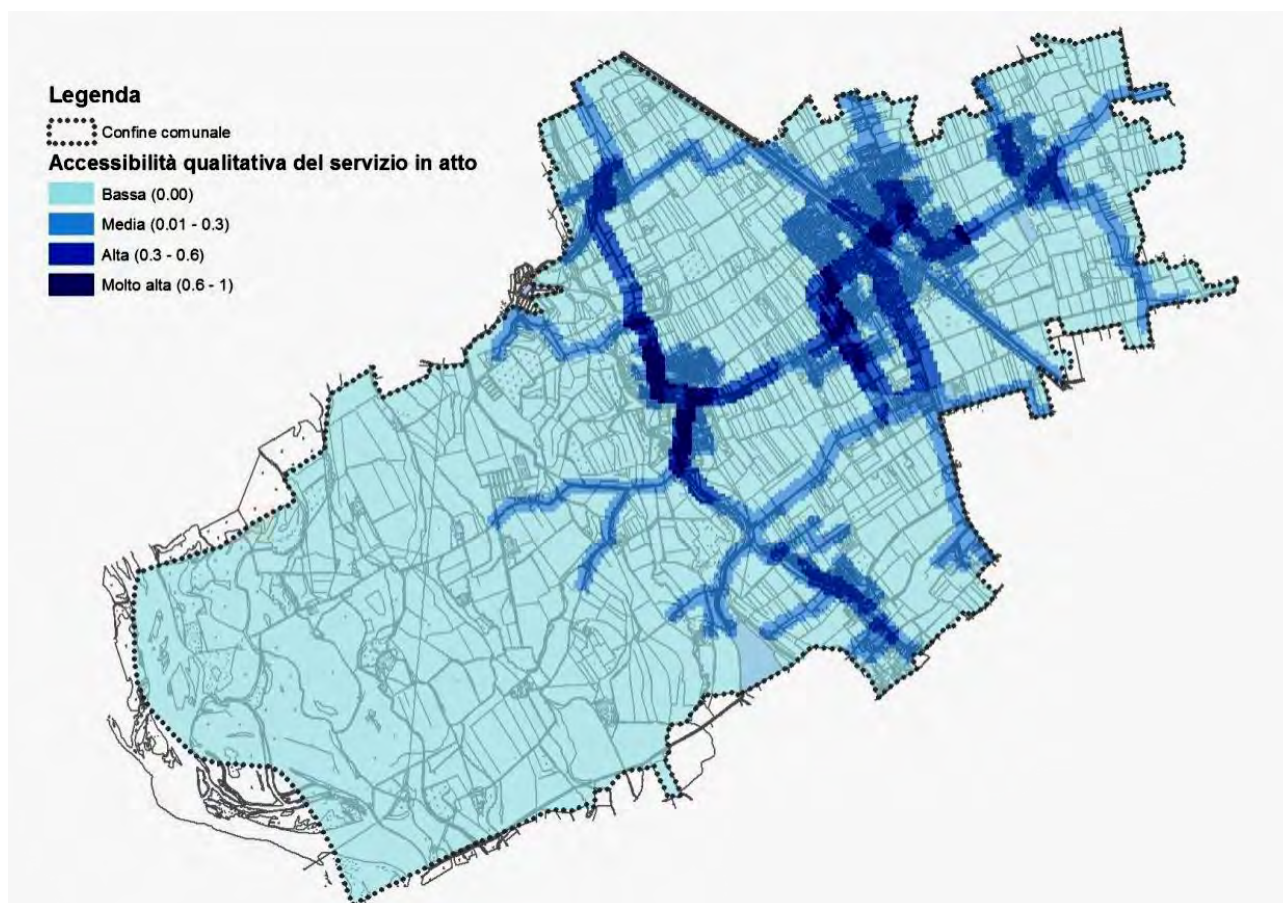 Legenda
Confine comunale
Accessibilità qualitativa del servizio in atto
Bassa (0.00)
Media (0.01 - 0.3)
Alta (0.3 - 0.6)
Molto alta (0.6 - 1)